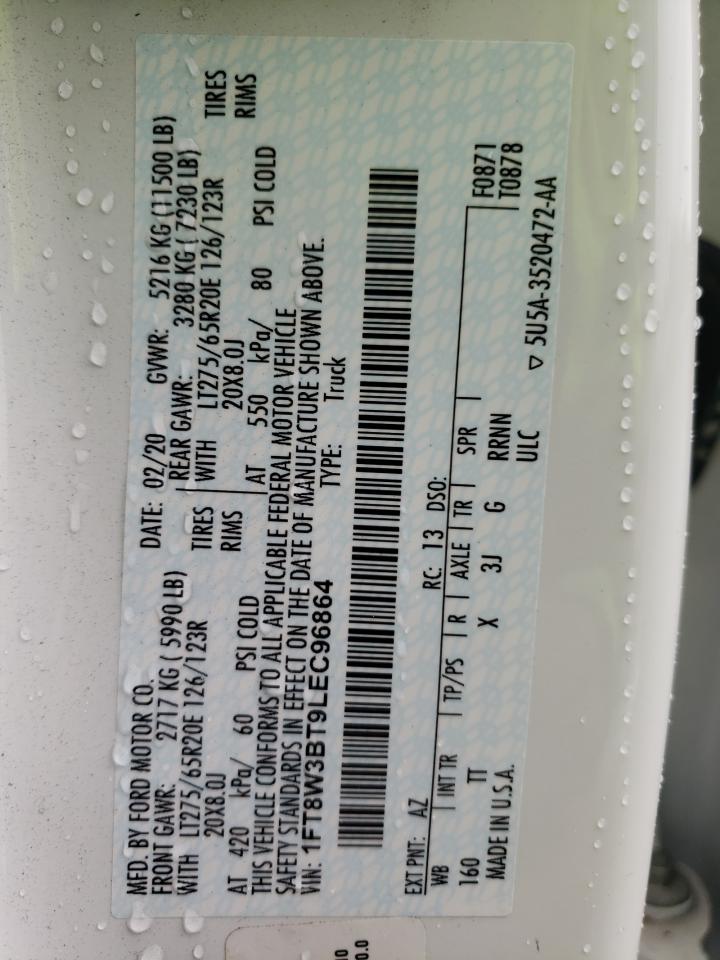 MFD. BY FORD MOTOR CO. DATE: 02/20 GVWR: 5216 KG (11500 LB)
FRONT GAWR: 2717 KG ( 5990 LB) REAR GAWR: 3280 KG ( 7230 LB)
WITH LT275/65R20E 126/123R TIRES WITH LT275/65R20E 126/123R TIRES
20X8.0J RIMS 20X8.0J RIMS
AT 420 kPa/ 60 PSI COLD AT 550 kPa/ 80 PSI COLD
THIS VEHICLE CONFORMS TO ALL APPLICABLE FEDERAL MOTOR VEHICLE
SAFETY STANDARDS IN EFFECT ON THE DATE OF MANUFACTURE SHOWN ABOVE.
VIN: 1FT8W3BT9LEC96864 TYPE: Truck
EXT PNT: AZ RC: 13 DSO:
WB | INT TR | TP/PS | R | AXLE | TR | SPR | F0871
160 TT X 3J G RRNN T0878
MADE IN U.S.A. ULC
▽ 5U5A-3520472-AA
0.0